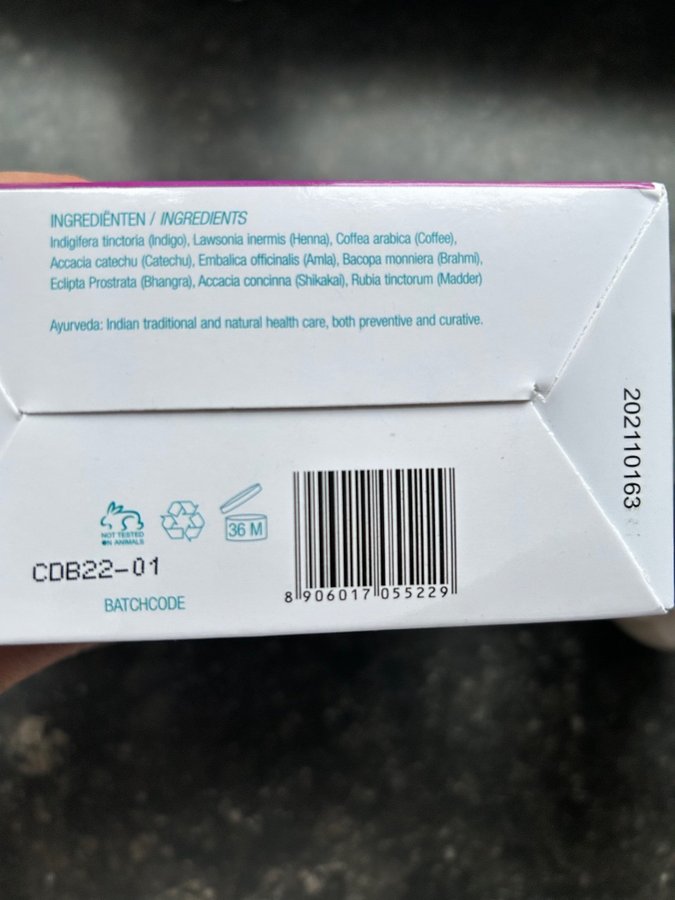 INGREDIËNTEN / INGREDIENTS
Indigifera tinctoria (Indigo), Lawsonia inermis (Henna), Coffea arabica (Coffee),
Accacia catechu (Catechu), Embalica officinalis (Amla), Bacopa monniera (Brahmi),
Eclipta Prostrata (Bhangra), Accacia concinna (Shikakai), Rubia tinctorum (Madder)
Ayurveda: Indian traditional and natural health care, both preventive and curative.
202110163
NOT TESTED
ON ANIMALS
36 M
CDB22-01
BATCHCODE
8 906017 055229